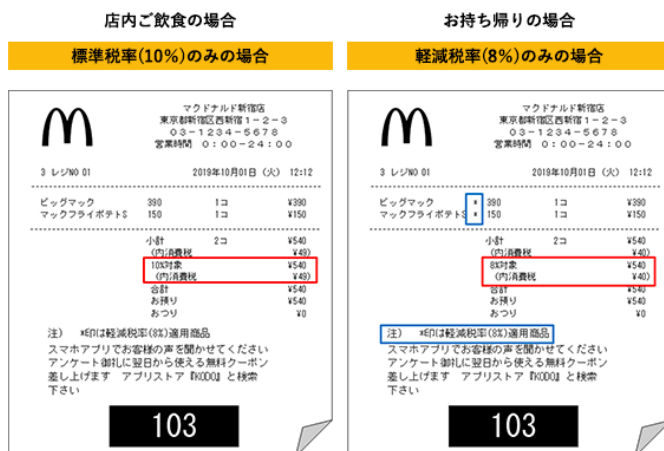 店内ご飲食の場合
標準税率(10%)のみの場合
マクドナルド新宿店
東京都新宿区西新宿1-2-3
03-1234-5678
営業時間 0:00-24:00
3 レジNO 01 2019年10月01日 (火) 12:12
ビッグマック 390 1コ ¥390
マックフライポテトS 150 1コ ¥150
小計 2コ ¥540
(内消費税 ¥49)
10%対象 ¥540
(内消費税 ¥49)
合計 ¥540
お預り ¥540
おつり ¥0
注) *印は軽減税率(8%)適用商品
スマホアプリでお客様の声を聞かせてください
アンケート御礼に翌日から使える無料クーポン
差し上げます アプリストア『KODO』と検索
下さい
103
お持ち帰りの場合
軽減税率(8%)のみの場合
マクドナルド新宿店
東京都新宿区西新宿1-2-3
03-1234-5678
営業時間 0:00-24:00
3 レジNO 01 2019年10月01日 (火) 12:12
ビッグマック * 390 1コ ¥390
マックフライポテトS * 150 1コ ¥150
小計 2コ ¥540
(内消費税 ¥40)
8%対象 ¥540
(内消費税 ¥40)
合計 ¥540
お預り ¥540
おつり ¥0
注) *印は軽減税率(8%)適用商品
スマホアプリでお客様の声を聞かせてください
アンケート御礼に翌日から使える無料クーポン
差し上げます アプリストア『KODO』と検索
下さい
103